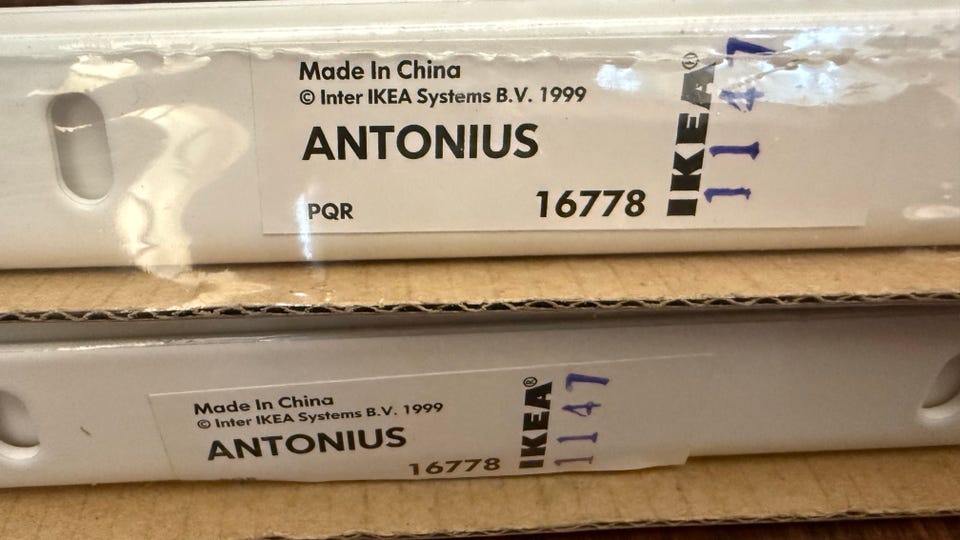 Made In China
© Inter IKEA Systems B.V. 1999
ANTONIUS
PQR 16778
IKEA®
1147
Made In China
© Inter IKEA Systems B.V. 1999
ANTONIUS
16778
IKEA®
1147